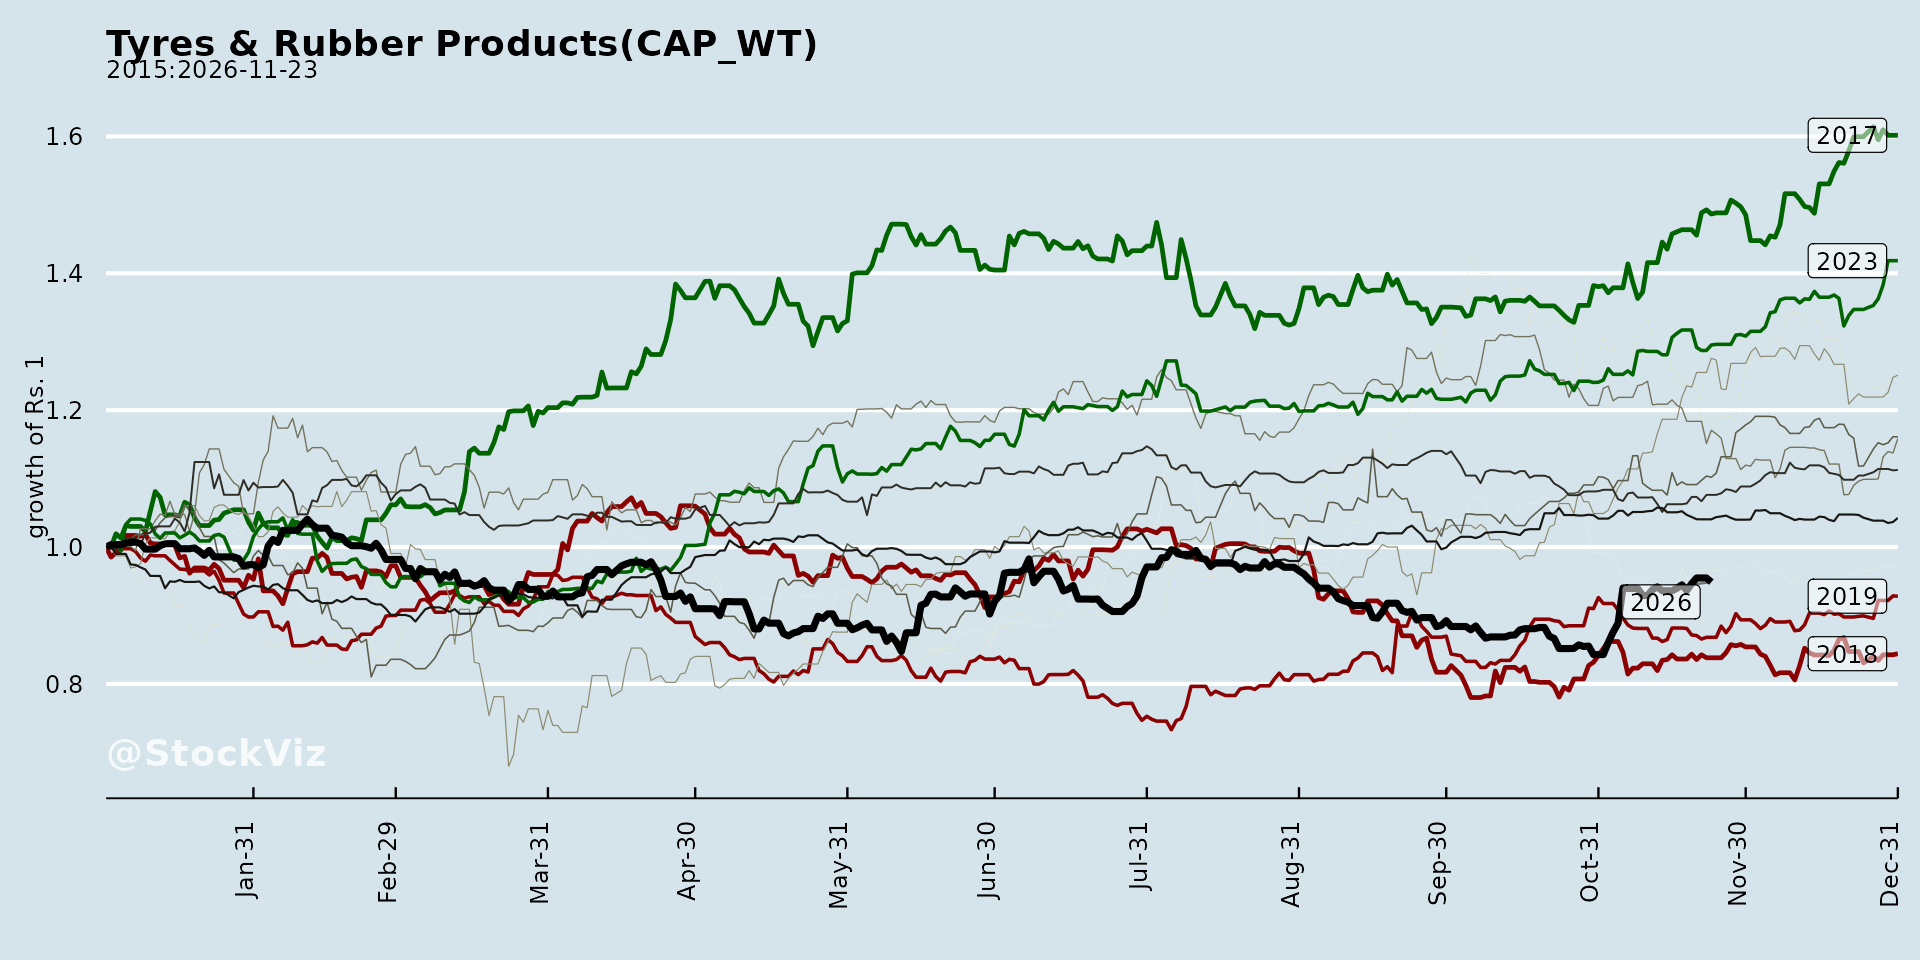 Tyres & Rubber Products(CAP_WT)
2015:2026-11-23
growth of Rs. 1
1.6
1.4
1.2
1.0
0.8
2017
2023
2026
2019
2018
@StockViz
Jan-31
Feb-29
Mar-31
Apr-30
May-31
Jun-30
Jul-31
Aug-31
Sep-30
Oct-31
Nov-30
Dec-31